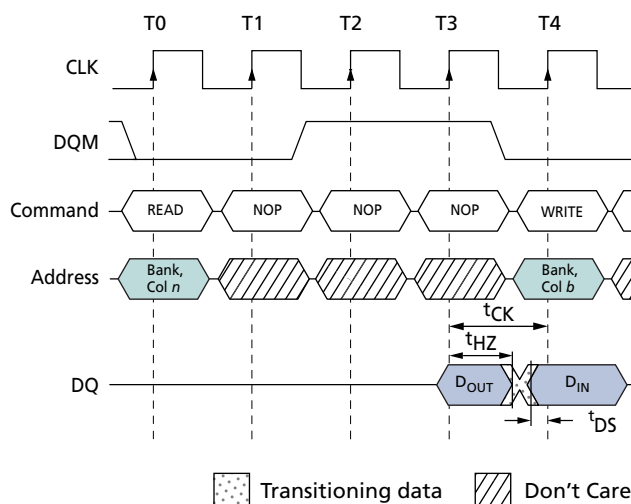 T0 T1 T2 T3 T4
CLK
DQM
Command READ NOP NOP NOP WRITE
Address Bank, Col n Bank, Col b
tCK
tHZ
DQ DOUT DIN
tDS
Transitioning data Don't Care